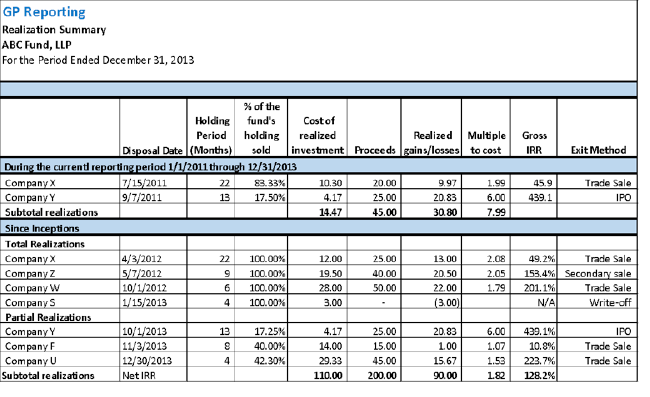 GP Reporting
Realization Summary
ABC Fund, LLP
For the Period Ended December 31, 2013
Disposal Date Holding Period (Months) % of the fund's holding sold Cost of realized investment Proceeds Realized gains/losses Multiple to cost Gross IRR Exit Method
During the currentl reporting period 1/1/2011 through 12/31/2013
Company X 7/15/2011 22 83.33% 10.30 20.00 9.97 1.99 45.9 Trade Sale
Company Y 9/7/2011 13 17.50% 4.17 25.00 20.83 6.00 439.1 IPO
Subtotal realizations 14.47 45.00 30.80 7.99
Since Inceptions
Total Realizations
Company X 4/3/2012 22 100.00% 12.00 25.00 13.00 2.08 49.2% Trade Sale
Company Z 5/7/2012 9 100.00% 19.50 40.00 20.50 2.05 153.4% Secondary sale
Company W 10/1/2012 6 100.00% 28.00 50.00 22.00 1.79 201.1% Trade Sale
Company S 1/15/2013 4 100.00% 3.00 - (3.00) N/A Write-off
Partial Realizations
Company Y 10/1/2013 13 17.25% 4.17 25.00 20.83 6.00 439.1% IPO
Company F 11/3/2013 8 40.00% 14.00 15.00 1.00 1.07 10.8% Trade Sale
Company U 12/30/2013 4 42.30% 29.33 45.00 15.67 1.53 223.7% Trade Sale
Subtotal realizations Net IRR 110.00 200.00 90.00 1.82 128.2%